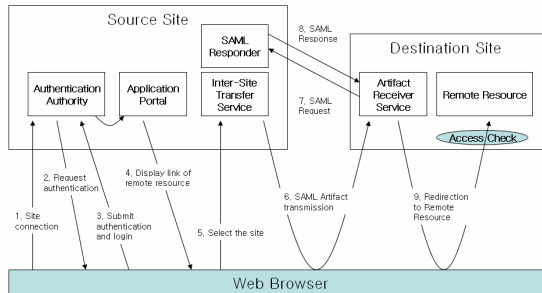 Source Site
SAML
Responder
8, SAML
Response
Destination Site
Authentication
Authority
Application
Portal
Inter-Site
Transfer
Service
7, SAML
Request
Artifact
Receiver
Service
Remote Resource
Access Check
2, Request
authentication
4, Display link of
remote resource
6, SAML Artifact
transmission
9, Redirection
to Remote
Resource
1, Site
connection
3, Submit
authentication
and login
5, Select the site
Web Browser